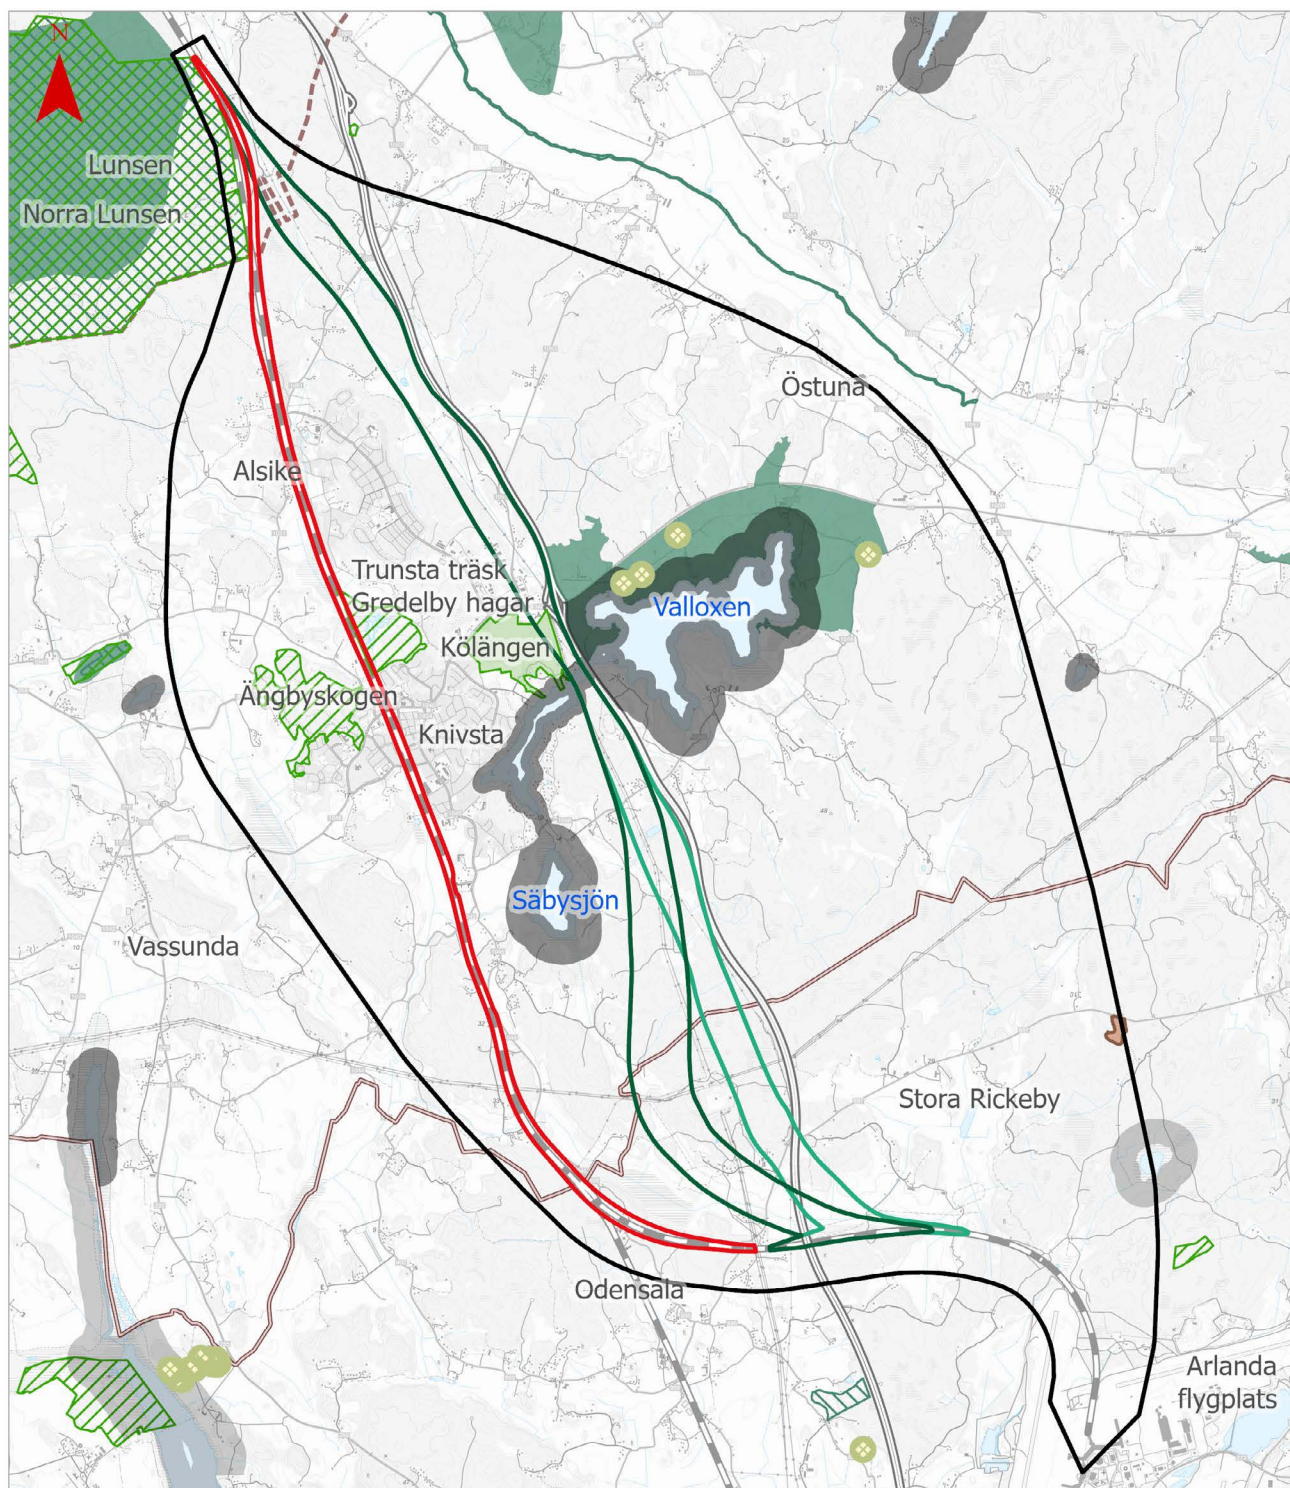 N
Lunsen
Norra Lunsen
Östuna
Alsike
Trunsta träsk
Gredelby hagar
Valloxen
Kölängen
Ängbyskogen
Knivsta
Säbysjön
Vassunda
Stora Rickeby
Odensala
Arlanda
flygplats